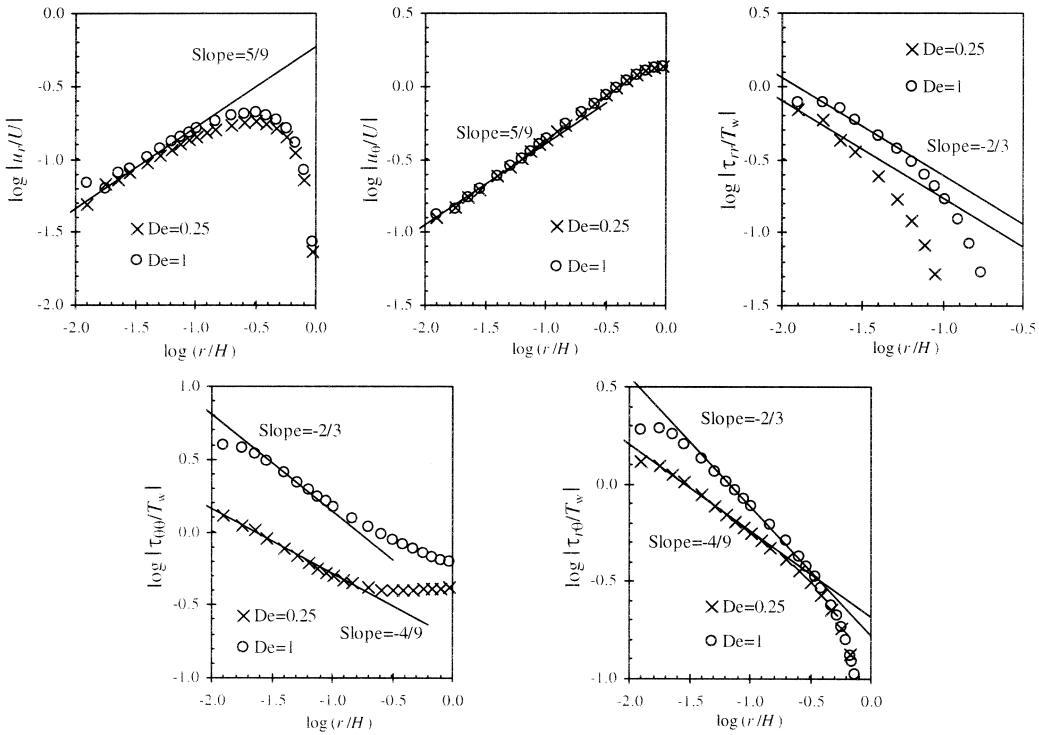 log |u_r/U|
0.0
-0.5
-1.0
-1.5
-2.0
Slope=5/9
× De=0.25
○ De=1
-2.0 -1.5 -1.0 -0.5 0.0
log (r/H)
log |u_θ/U|
0.5
0.0
-0.5
-1.0
-1.5
Slope=5/9
× De=0.25
○ De=1
-2.0 -1.5 -1.0 -0.5 0.0
log (r/H)
log |τ_rr/T_w|
0.5
0.0
-0.5
-1.0
-1.5
× De=0.25
○ De=1
Slope=-2/3
-2.0 -1.5 -1.0 -0.5
log (r/H)
log |τ_θθ/T_w|
1.0
0.5
0.0
-0.5
-1.0
Slope=-2/3
× De=0.25
Slope=-4/9
○ De=1
-2.0 -1.5 -1.0 -0.5 0.0
log (r/H)
log |τ_rθ/T_w|
0.5
0.0
-0.5
-1.0
Slope=-2/3
Slope=-4/9
× De=0.25
○ De=1
-2.0 -1.5 -1.0 -0.5 0.0
log (r/H)